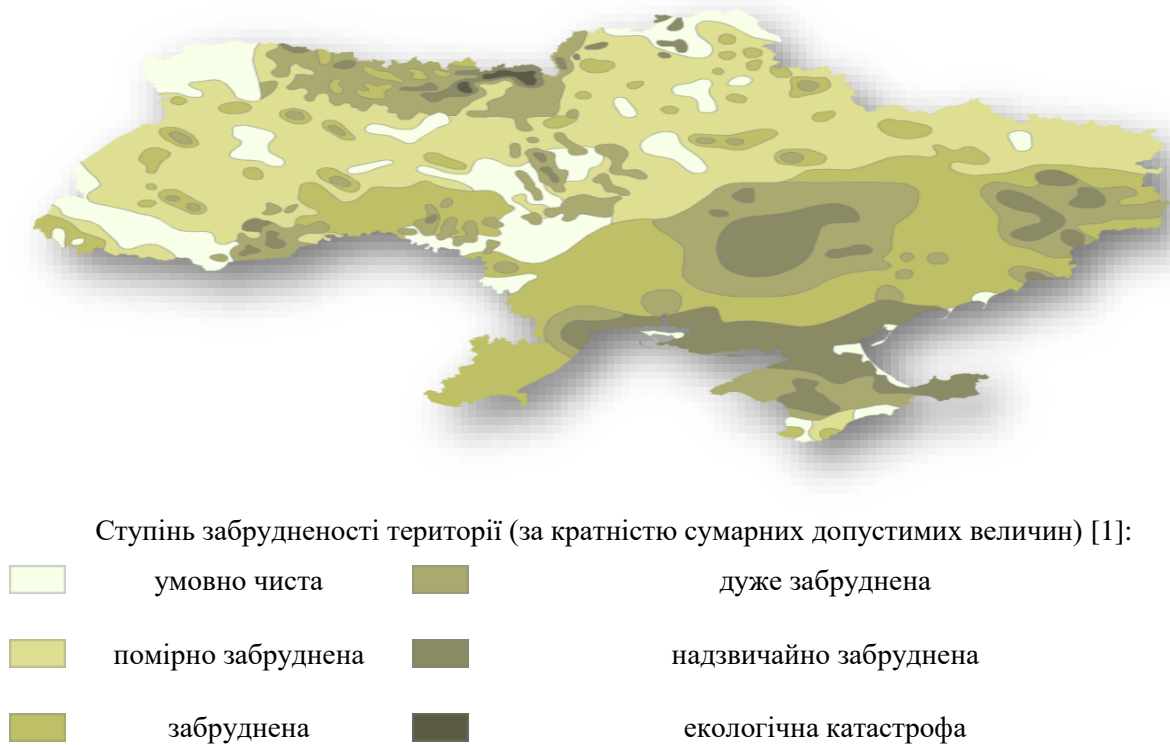 Ступінь забрудненості території (за кратністю сумарних допустимих величин) [1]:
умовно чиста
дуже забруднена
помірно забруднена
надзвичайно забруднена
забруднена
екологічна катастрофа